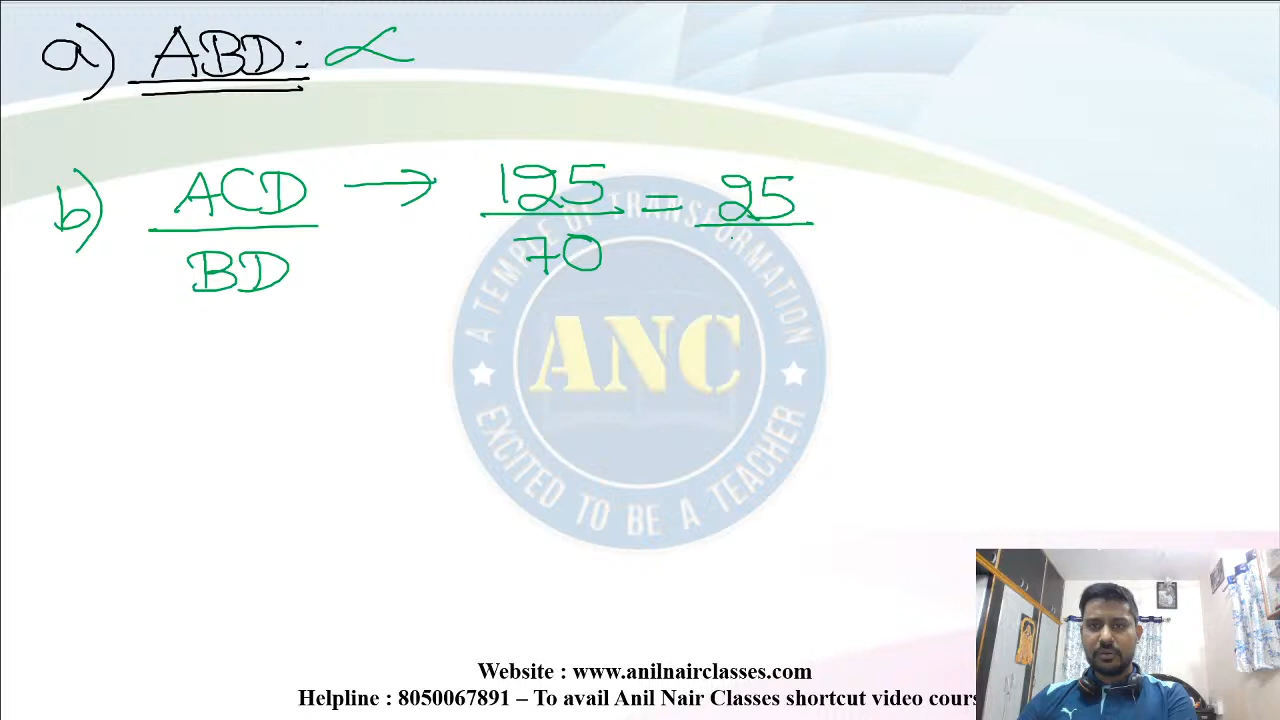 a) ABD: ∝
b) ACD/BD → 125/70 = 25/
A TEMPLE OF TRANSFORMATION
ANC
EXCITED TO BE A TEACHER
Website : www.anilnairclasses.com
Helpline : 8050067891 – To avail Anil Nair Classes shortcut video cours